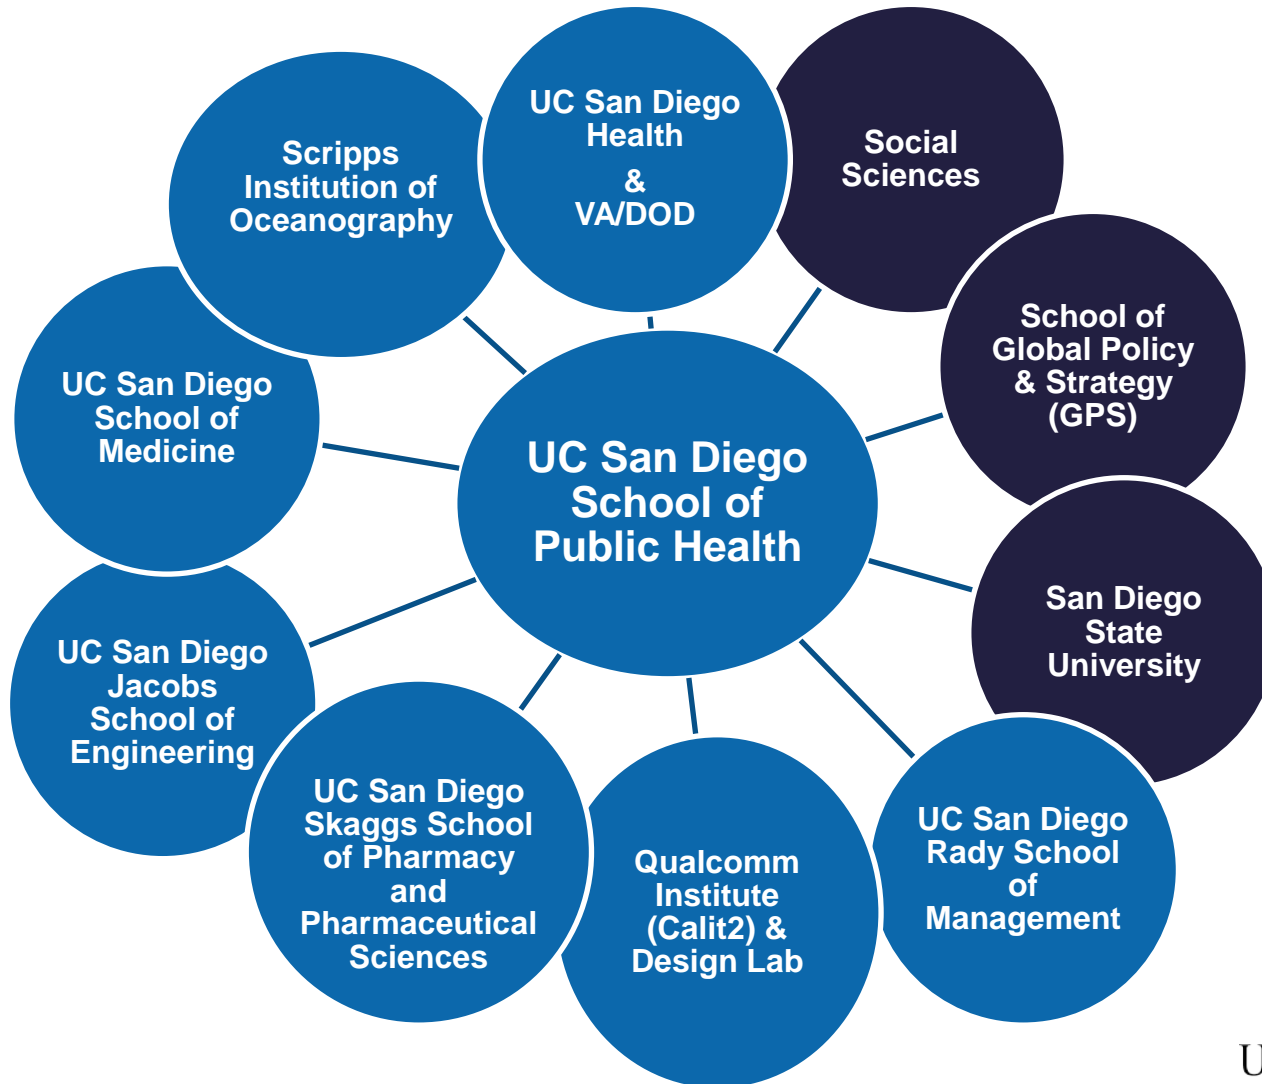 UC San Diego
Health
&
VA/DOD
Social
Sciences
Scripps
Institution of
Oceanography
School of
Global Policy
& Strategy
(GPS)
UC San Diego
School of
Medicine
UC San Diego
School of
Public Health
San Diego
State
University
UC San Diego
Jacobs
School of
Engineering
UC San Diego
Skaggs School
of Pharmacy
and
Pharmaceutical
Sciences
Qualcomm
Institute
(Calit2) &
Design Lab
UC San Diego
Rady School
of
Management
U